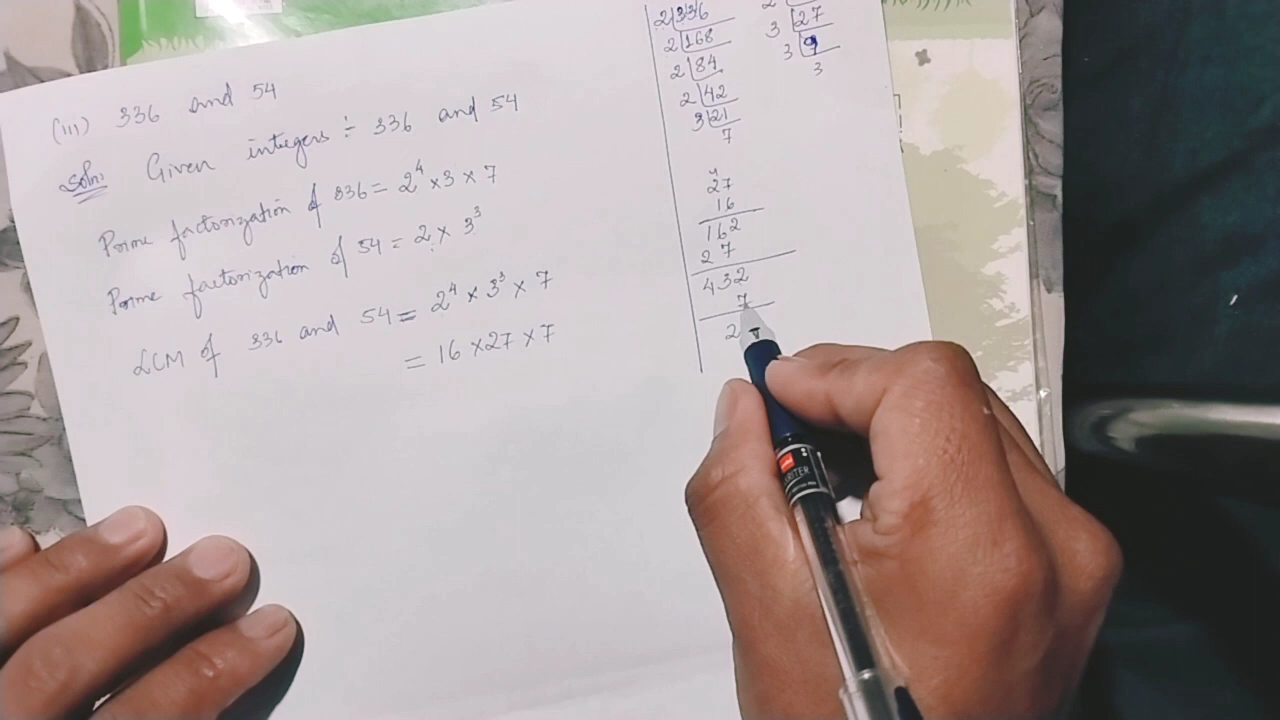 (iii) 336 and 54
Soln: Given integers ÷ 336 and 54
Prime factorization of 336 = 2⁴ × 3 × 7
Prime factorization of 54 = 2 × 3³
LCM of 336 and 54 = 2⁴ × 3³ × 7
= 16 × 27 × 7
2 336
2 168
2 84
2 42
3 21
7
2
3 27
3 9
3
27
16
162
27
432
7
2